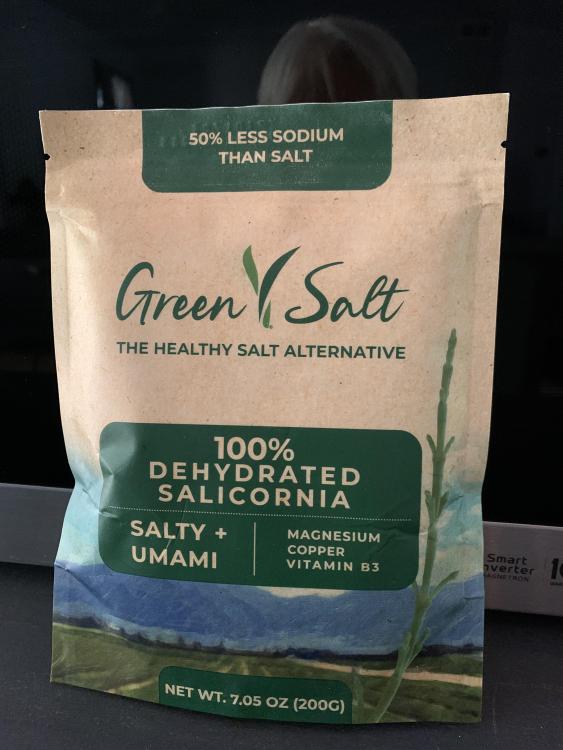 50% LESS SODIUM
THAN SALT
Green Salt
THE HEALTHY SALT ALTERNATIVE
100%
DEHYDRATED
SALICORNIA
SALTY +
UMAMI
MAGNESIUM
COPPER
VITAMIN B3
NET WT. 7.05 OZ (200G)
Smart
nverter
MAGNETRON